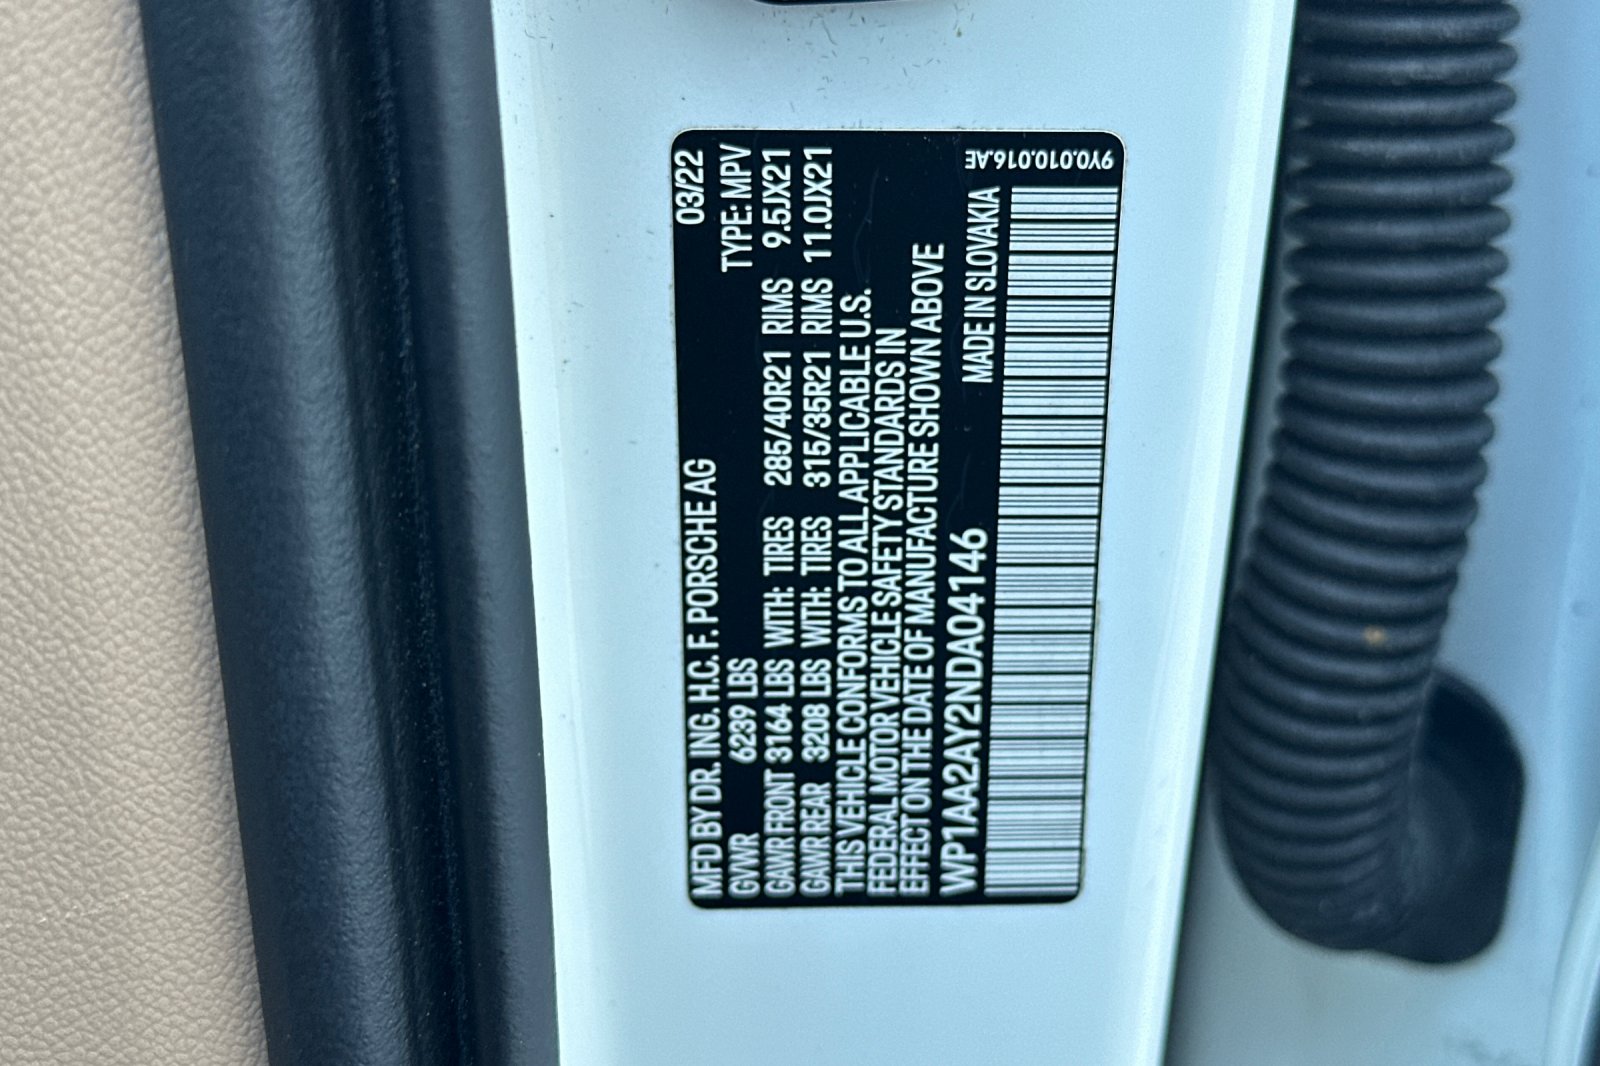 03/22
MFD BY DR. ING. H.C. F. PORSCHE AG
GVWR 6239 LBS TYPE: MPV
GAWR FRONT 3164 LBS WITH: TIRES 285/40R21 RIMS 9.5JX21
GAWR REAR 3208 LBS WITH: TIRES 315/35R21 RIMS 11.0JX21
THIS VEHICLE CONFORMS TO ALL APPLICABLE U.S.
FEDERAL MOTOR VEHICLE SAFETY STANDARDS IN
EFFECT ON THE DATE OF MANUFACTURE SHOWN ABOVE
WP1AA2AY2NDA04146 MADE IN SLOVAKIA
9Y0.010.016.AE